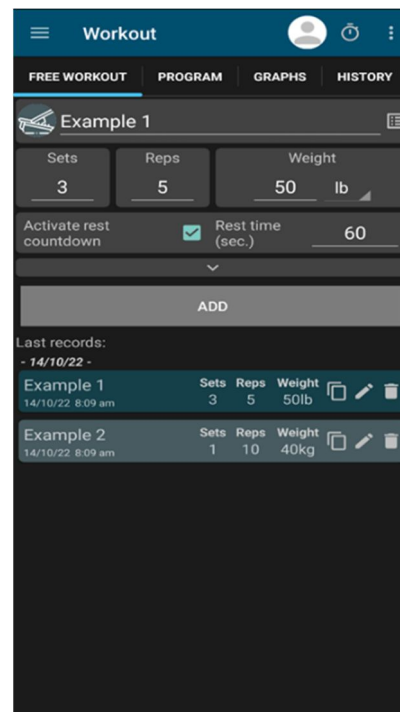 Workout
FREE WORKOUT PROGRAM GRAPHS HISTORY
Example 1
Sets Reps Weight
3 5 50 lb
Activate rest countdown Rest time (sec.) 60
ADD
Last records:
- 14/10/22 -
Example 1 Sets Reps Weight
14/10/22 8:09 am 3 5 50lb
Example 2 Sets Reps Weight
14/10/22 8:09 am 1 10 40kg